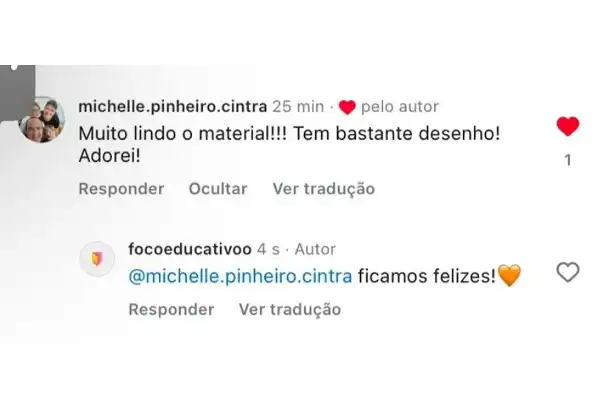 michelle.pinheiro.cintra 25 min · ❤️ pelo autor
Muito lindo o material!!! Tem bastante desenho!
Adorei!
1
Responder Ocultar Ver tradução
focoeducativoo 4 s · Autor
@michelle.pinheiro.cintra ficamos felizes!🧡
Responder Ver tradução